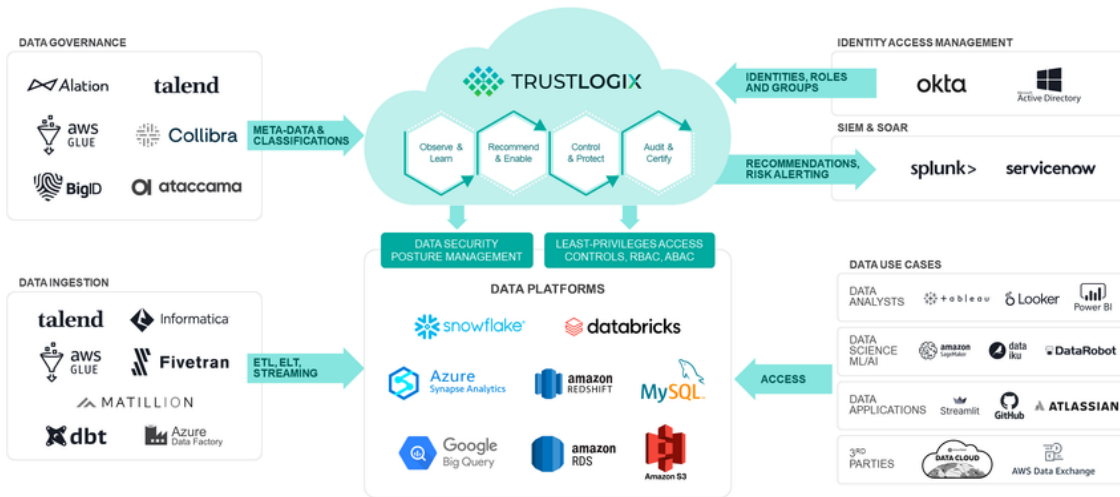 DATA GOVERNANCE
Alation
talend
aws
GLUE
Collibra
BigID
ataccama
META-DATA &
CLASSIFICATIONS
TRUSTLOGIX
Observe &
Learn
Recommend
& Enable
Control
& Protect
Audit &
Certify
IDENTITY ACCESS MANAGEMENT
IDENTITIES, ROLES
AND GROUPS
okta
Active Directory
SIEM & SOAR
RECOMMENDATIONS,
RISK ALERTING
splunk>
servicenow
DATA SECURITY
POSTURE MANAGEMENT
LEAST-PRIVILEGES ACCESS
CONTROLS, RBAC, ABAC
DATA INGESTION
talend
Informatica
aws
GLUE
Fivetran
MATILLION
dbt
Azure
Data Factory
ETL, ELT,
STREAMING
DATA PLATFORMS
snowflake
databricks
Azure
Synapse Analytics
amazon
REDSHIFT
MySQL
Google
Big Query
amazon
RDS
Amazon S3
ACCESS
DATA USE CASES
DATA
ANALYSTS
tableau
Looker
Power BI
DATA
SCIENCE
ML/AI
amazon
SageMaker
data
iku
DataRobot
DATA
APPLICATIONS
Streamlit
GitHub
ATLASSIAN
3RD
PARTIES
DATA CLOUD
AWS Data Exchange